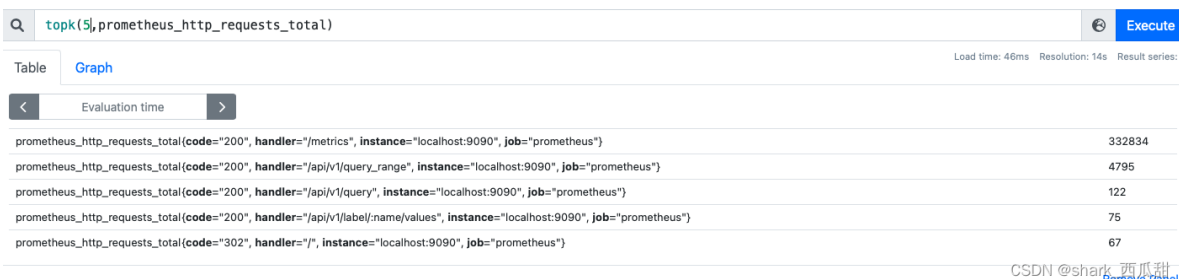 topk(5,prometheus_http_requests_total)
Execute
Load time: 46ms Resolution: 14s Result series:
Table Graph
Evaluation time
prometheus_http_requests_total{code="200", handler="/metrics", instance="localhost:9090", job="prometheus"} 332834
prometheus_http_requests_total{code="200", handler="/api/v1/query_range", instance="localhost:9090", job="prometheus"} 4795
prometheus_http_requests_total{code="200", handler="/api/v1/query", instance="localhost:9090", job="prometheus"} 122
prometheus_http_requests_total{code="200", handler="/api/v1/label/:name/values", instance="localhost:9090", job="prometheus"} 75
prometheus_http_requests_total{code="302", handler="/", instance="localhost:9090", job="prometheus"} 67
CSDN @shark_西瓜甜
Remove Panel